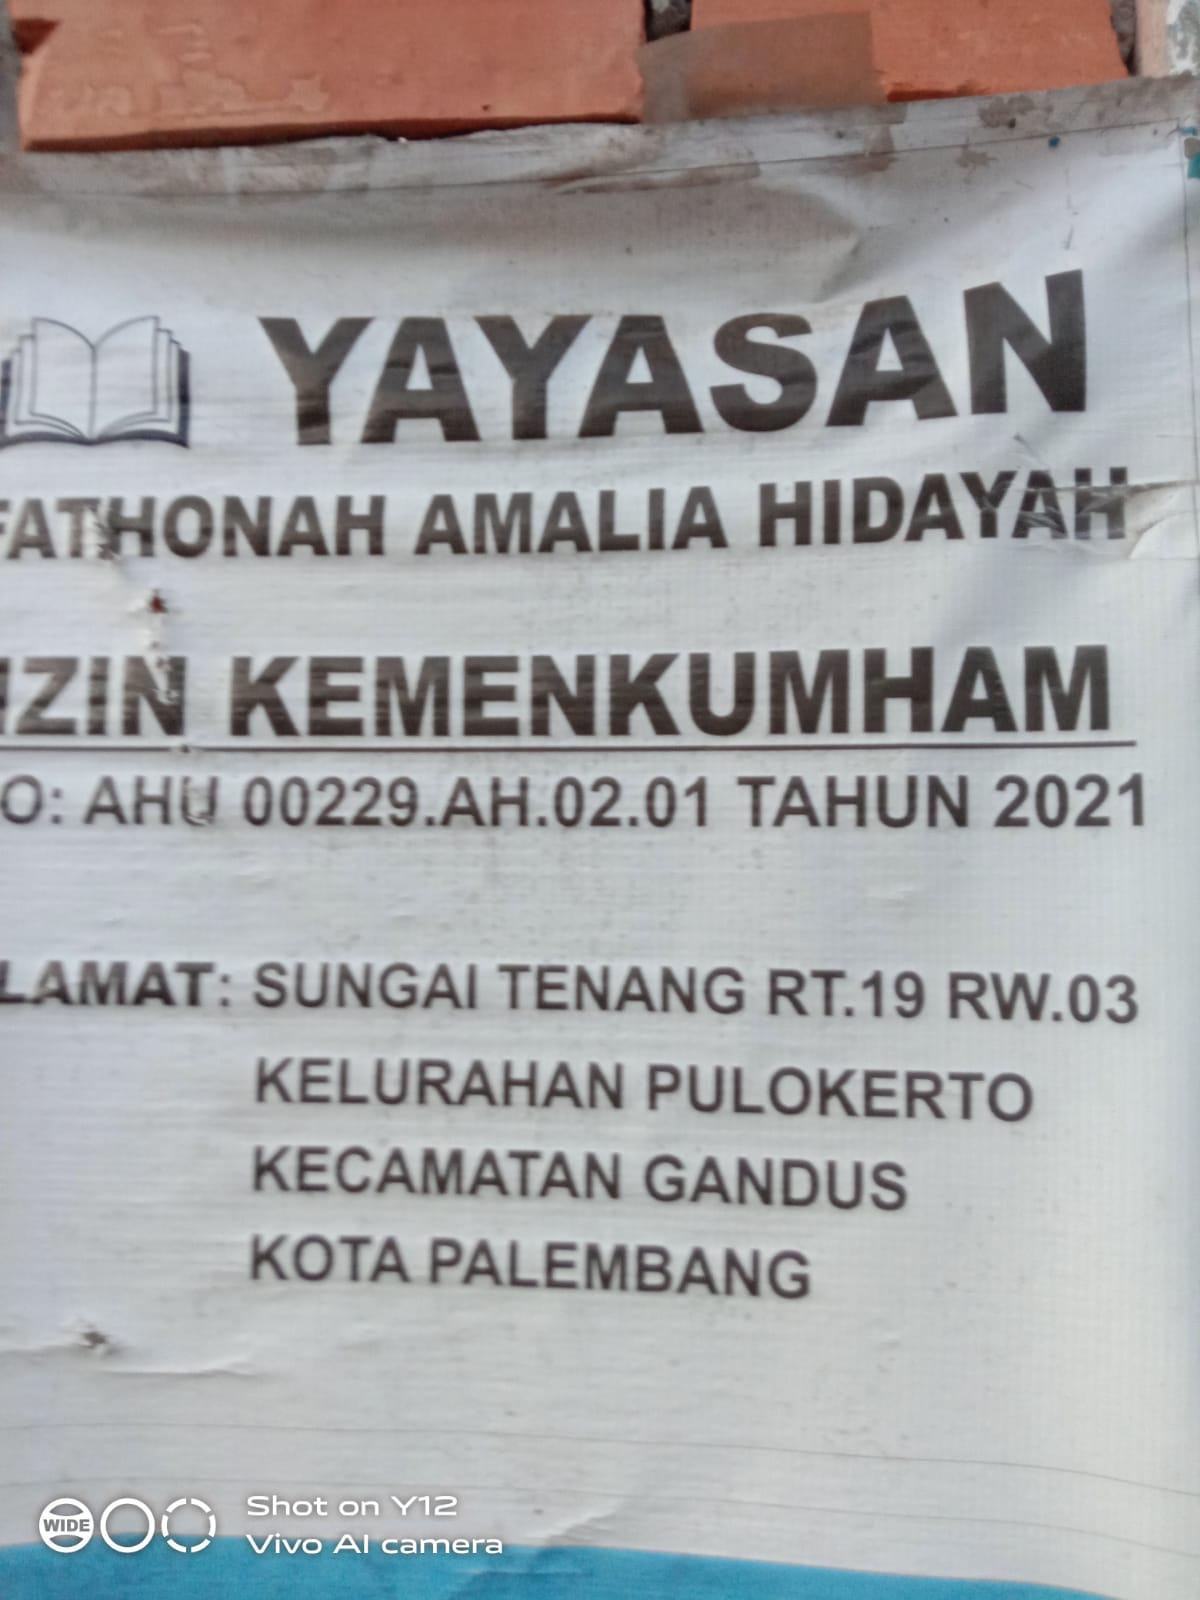 YAYASAN
FATHONAH AMALIA HIDAYAH
IZIN KEMENKUMHAM
O: AHU 00229.AH.02.01 TAHUN 2021
LAMAT: SUNGAI TENANG RT.19 RW.03
KELURAHAN PULOKERTO
KECAMATAN GANDUS
KOTA PALEMBANG
WIDE
Shot on Y12
Vivo AI camera